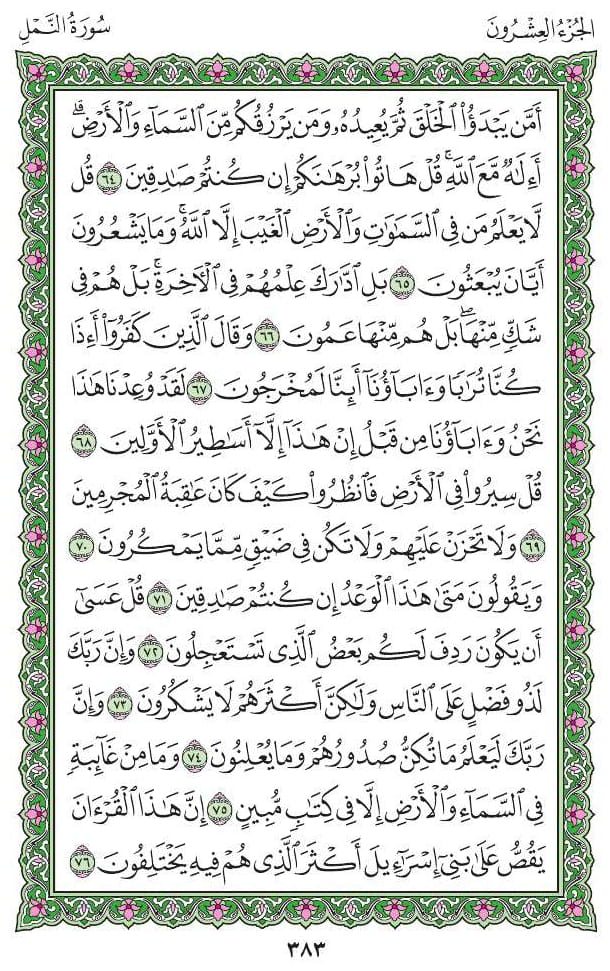 الجُزْءُ العِشْرُونَ
سُورَةُ النَّمْلِ
أَمَّن يَبْدَؤُا۟ ٱلْخَلْقَ ثُمَّ يُعِيدُهُۥ وَمَن يَرْزُقُكُم مِّنَ ٱلسَّمَآءِ وَٱلْأَرْضِ ۗ
أَءِلَٰهٌ مَّعَ ٱللَّهِ ۚ قُلْ هَاتُوا۟ بُرْهَٰنَكُمْ إِن كُنتُمْ صَٰدِقِينَ ٦٤ قُل
لَّا يَعْلَمُ مَن فِى ٱلسَّمَٰوَٰتِ وَٱلْأَرْضِ ٱلْغَيْبَ إِلَّا ٱللَّهُ ۚ وَمَا يَشْعُرُونَ
أَيَّانَ يُبْعَثُونَ ٦٥ بَلِ ٱدَّٰرَكَ عِلْمُهُمْ فِى ٱلْءَاخِرَةِ ۚ بَلْ هُمْ فِى
شَكٍّ مِّنْهَا ۖ بَلْ هُم مِّنْهَا عَمُونَ ٦٦ وَقَالَ ٱلَّذِينَ كَفَرُوٓا۟ أَءِذَا
كُنَّا تُرَٰبًا وَءَابَآؤُنَآ أَئِنَّا لَمُخْرَجُونَ ٦٧ لَقَدْ وُعِدْنَا هَٰذَا
نَحْنُ وَءَابَآؤُنَا مِن قَبْلُ إِنْ هَٰذَآ إِلَّآ أَسَٰطِيرُ ٱلْأَوَّلِينَ ٦٨
قُلْ سِيرُوا۟ فِى ٱلْأَرْضِ فَٱنظُرُوا۟ كَيْفَ كَانَ عَٰقِبَةُ ٱلْمُجْرِمِينَ
٦٩ وَلَا تَحْزَنْ عَلَيْهِمْ وَلَا تَكُن فِى ضَيْقٍ مِّمَّا يَمْكُرُونَ ٧٠
وَيَقُولُونَ مَتَىٰ هَٰذَا ٱلْوَعْدُ إِن كُنتُمْ صَٰدِقِينَ ٧١ قُلْ عَسَىٰٓ
أَن يَكُونَ رَدِفَ لَكُم بَعْضُ ٱلَّذِى تَسْتَعْجِلُونَ ٧٢ وَإِنَّ رَبَّكَ
لَذُو فَضْلٍ عَلَى ٱلنَّاسِ وَلَٰكِنَّ أَكْثَرَهُمْ لَا يَشْكُرُونَ ٧٣ وَإِنَّ
رَبَّكَ لَيَعْلَمُ مَا تُكِنُّ صُدُورُهُمْ وَمَا يُعْلِنُونَ ٧٤ وَمَا مِنْ غَآئِبَةٍ
فِى ٱلسَّمَآءِ وَٱلْأَرْضِ إِلَّا فِى كِتَٰبٍ مُّبِينٍ ٧٥ إِنَّ هَٰذَا ٱلْقُرْءَانَ
يَقُصُّ عَلَىٰ بَنِىٓ إِسْرَٰٓءِيلَ أَكْثَرَ ٱلَّذِى هُمْ فِيهِ يَخْتَلِفُونَ ٧٦
٣٨٣